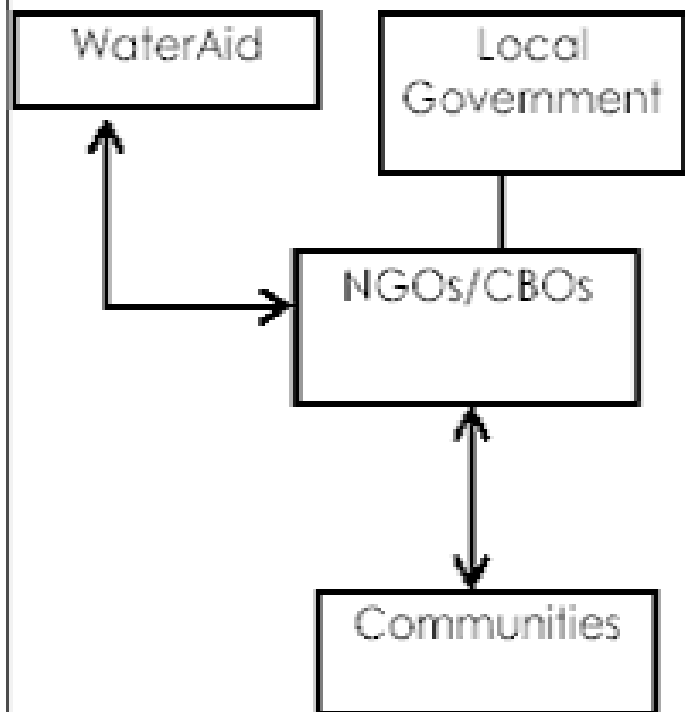 WaterAid
Local
Government
NGOs/CBOs
Communities